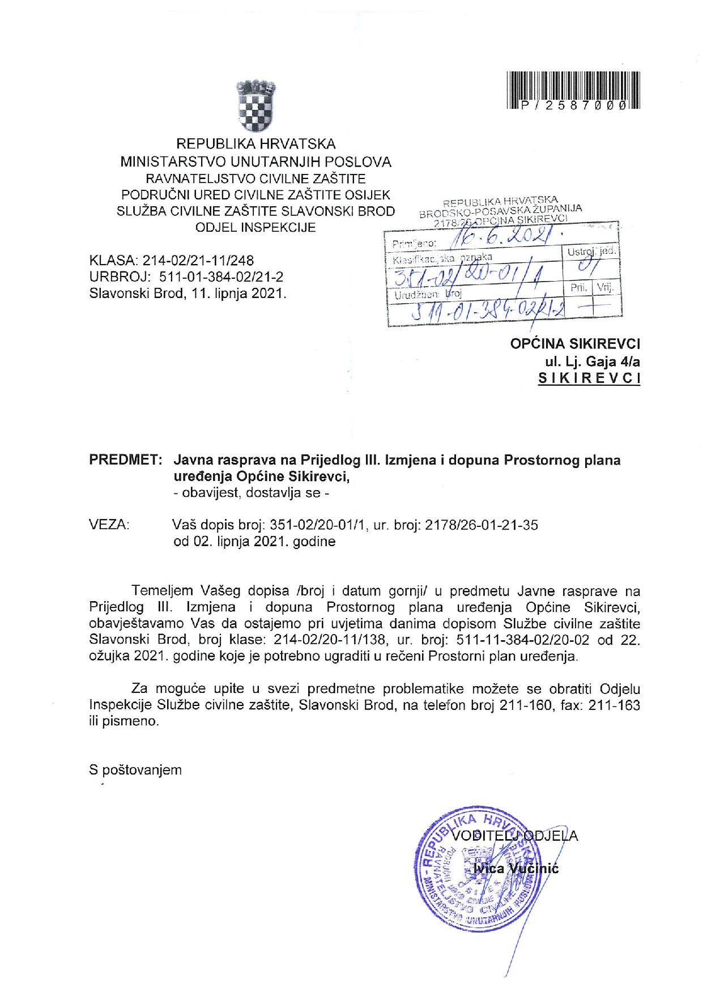 P/2587000
REPUBLIKA HRVATSKA
MINISTARSTVO UNUTARNJIH POSLOVA
RAVNATELJSTVO CIVILNE ZAŠTITE
PODRUČNI URED CIVILNE ZAŠTITE OSIJEK
SLUŽBA CIVILNE ZAŠTITE SLAVONSKI BROD
ODJEL INSPEKCIJE
KLASA: 214-02/21-11/248
URBROJ: 511-01-384-02/21-2
Slavonski Brod, 11. lipnja 2021.
REPUBLIKA HRVATSKA
BRODSKO-POSAVSKA ŽUPANIJA
2178/26 OPĆINA SIKIREVCI
Primljeno: 16.6.2021.
Klasifikacijska oznaka Ustroj. jed.
351-02/20-01/1 01
Urudžbeni broj Pril. Vrij.
511-01-384-02/21-2
OPĆINA SIKIREVCI
ul. Lj. Gaja 4/a
SIKIREVCI
PREDMET: Javna rasprava na Prijedlog III. Izmjena i dopuna Prostornog plana
uređenja Općine Sikirevci,
- obavijest, dostavlja se -
VEZA: Vaš dopis broj: 351-02/20-01/1, ur. broj: 2178/26-01-21-35
od 02. lipnja 2021. godine
Temeljem Vašeg dopisa /broj i datum gornji/ u predmetu Javne rasprave na
Prijedlog III. Izmjena i dopuna Prostornog plana uređenja Općine Sikirevci,
obavještavamo Vas da ostajemo pri uvjetima danima dopisom Službe civilne zaštite
Slavonski Brod, broj klase: 214-02/20-11/138, ur. broj: 511-11-384-02/20-02 od 22.
ožujka 2021. godine koje je potrebno ugraditi u rečeni Prostorni plan uređenja.
Za moguće upite u svezi predmetne problematike možete se obratiti Odjelu
Inspekcije Službe civilne zaštite, Slavonski Brod, na telefon broj 211-160, fax: 211-163
ili pismeno.
S poštovanjem
VODITELJ ODJELA
Ivica Vučinić
REPUBLIKA HRVATSKA
MINISTARSTVO UNUTARNJIH POSLOVA
RAVNATELJSTVO CIVILNE ZAŠTITE
PODRUČNI URED CIVILNE ZAŠTITE
OSIJEK
8